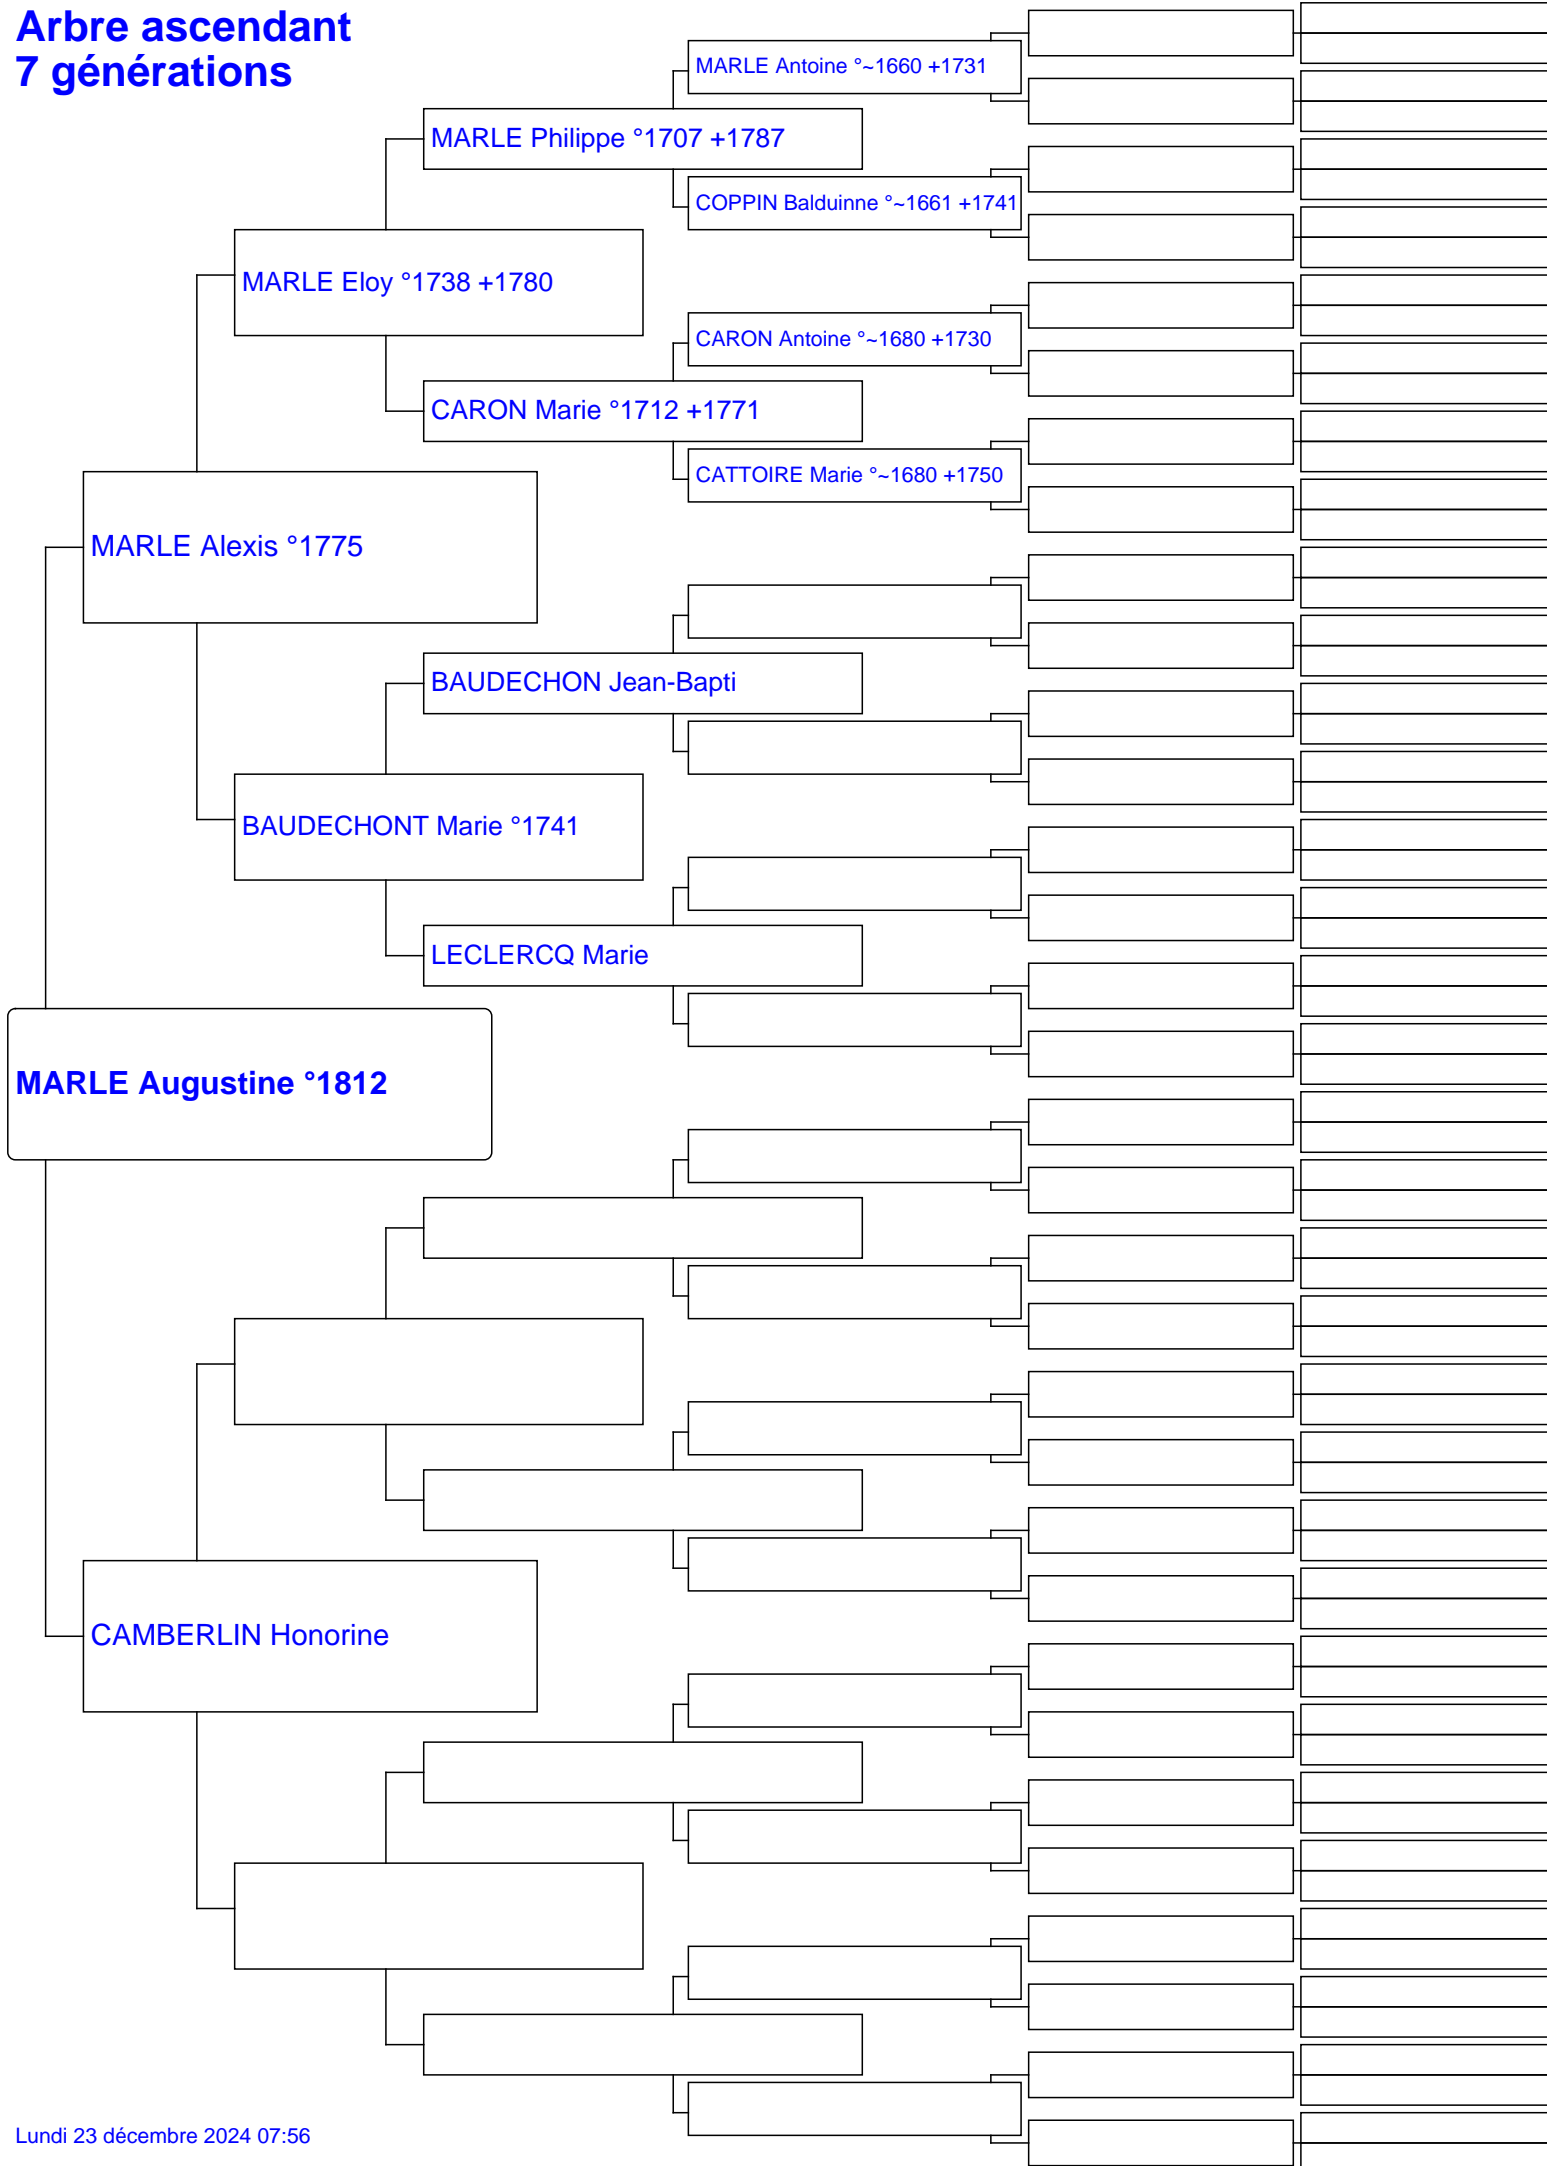 Arbre ascendant
7 générations
MARLE Antoine °~1660 +1731
MARLE Philippe °1707 +1787
COPPIN Balduinne °~1661 +1741
MARLE Eloy °1738 +1780
CARON Antoine °~1680 +1730
CARON Marie °1712 +1771
CATTOIRE Marie °~1680 +1750
MARLE Alexis °1775
BAUDECHON Jean-Bapti
BAUDECHONT Marie °1741
LECLERCQ Marie
MARLE Augustine °1812
CAMBERLIN Honorine
Lundi 23 décembre 2024 07:56